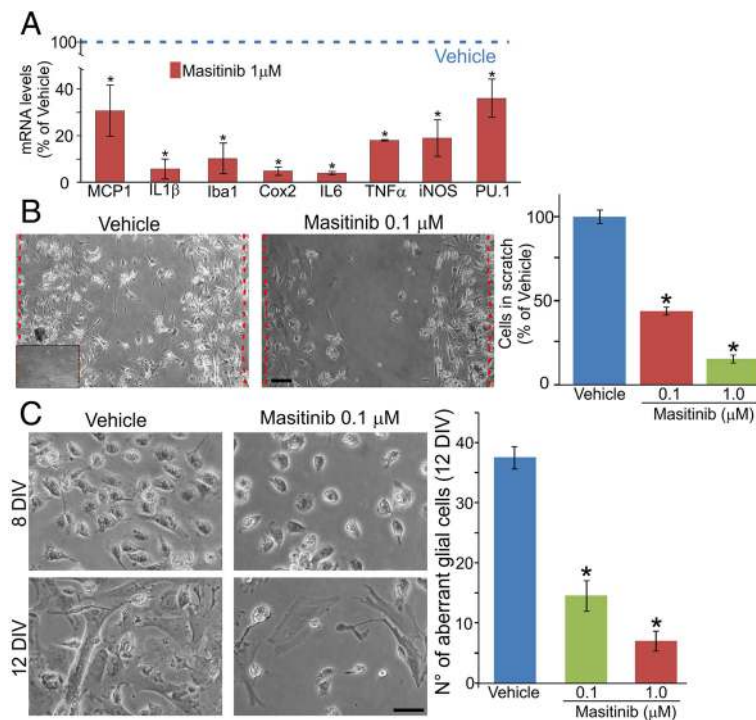 A
100
Vehicle
Masitinib 1µM
mRNA levels
(% of Vehicle)
40
20
0
MCP1 IL1β Iba1 Cox2 IL6 TNFα iNOS PU.1
* * * * * * * *
B
Vehicle
Masitinib 0.1 µM
Cells in scratch
(% of Vehicle)
100
50
0
* *
Vehicle 0.1 1.0
Masitinib (µM)
C
Vehicle
Masitinib 0.1 µM
8 DIV
12 DIV
N° of aberrant glial cells (12 DIV)
40
30
15
10
0
* *
Vehicle 0.1 1.0
Masitinib (µM)